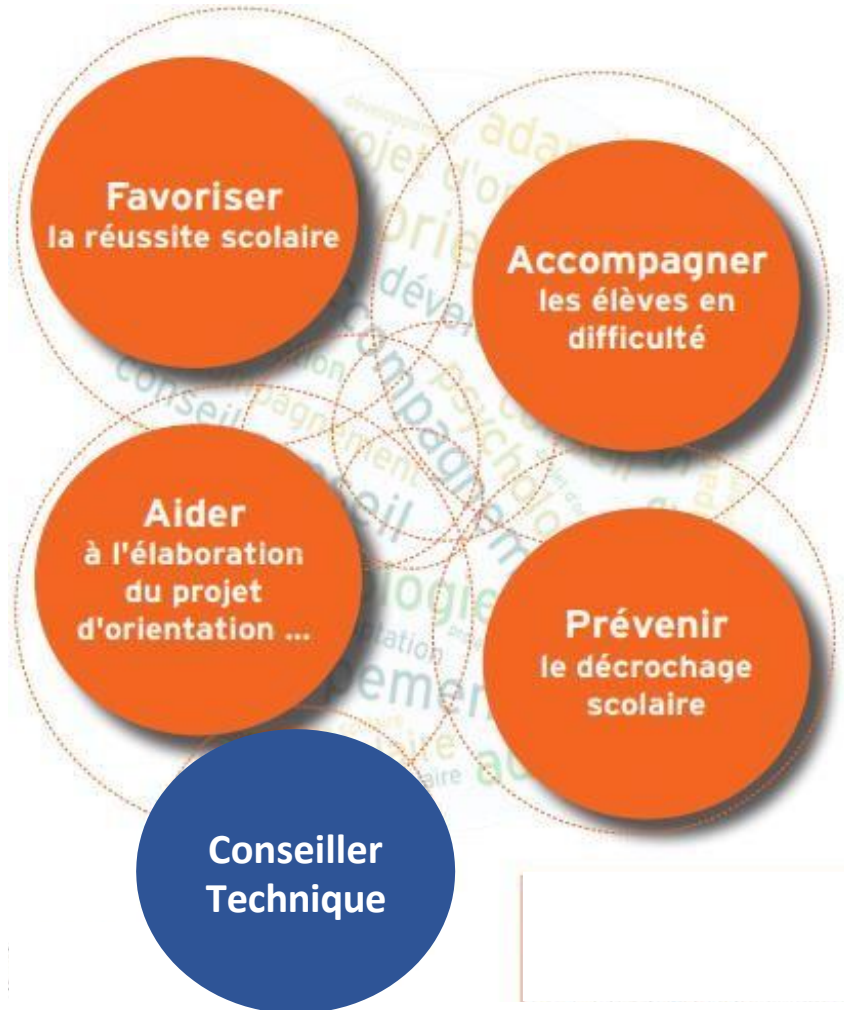 Favoriser
la réussite scolaire
Accompagner
les élèves en
difficulté
Aider
à l'élaboration
du projet
d'orientation ...
Prévenir
le décrochage
scolaire
Conseiller
Technique